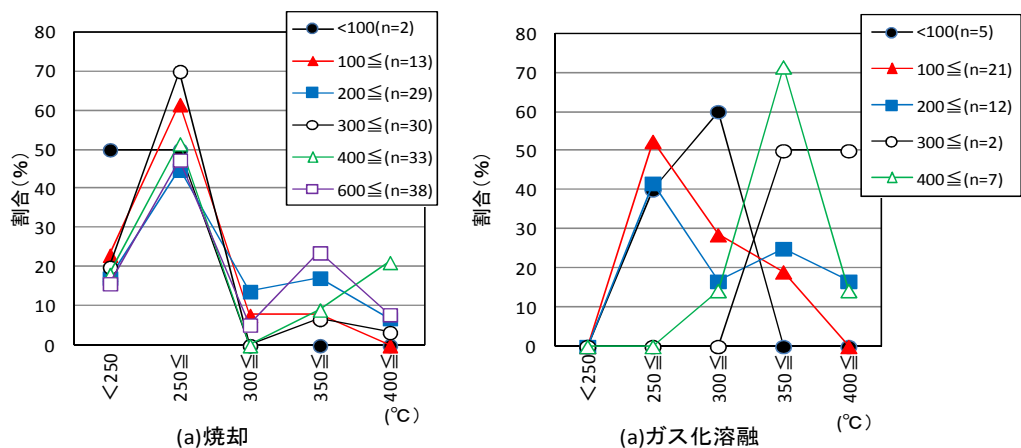 80
70
60
50
40
30
20
10
0
割合(%)
<100(n=2)
100≦(n=13)
200≦(n=29)
300≦(n=30)
400≦(n=33)
600≦(n=38)
<250
250≦
300≦
350≦
400≦
(℃)
(a)焼却
80
70
60
50
40
30
20
10
0
割合(%)
<100(n=5)
100≦(n=21)
200≦(n=12)
300≦(n=2)
400≦(n=7)
<250
250≦
300≦
350≦
400≦
(℃)
(a)ガス化溶融